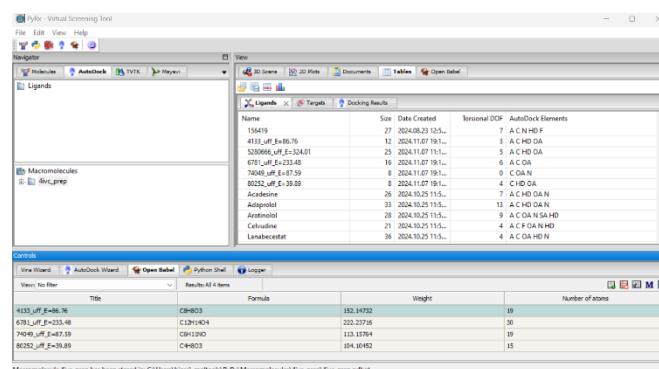 PyRx - Virtual Screening Tool
File Edit View Help
Navigator
View
Molecules AutoDock TVTK Mayavi
3D Scene 2D Plots Documents Tables Open Babel
Ligands
Ligands Targets Docking Results
Name Size Date Created Torsional DOF AutoDock Elements
156419 27 2024.08.23 12:5... 7 A C N HD F
4133_uff_E=86.76 12 2024.11.07 19:1... 3 A C HD OA
5280666_uff_E=324.01 25 2024.11.07 11:1... 5 A C HD OA
6781_uff_E=233.48 16 2024.11.07 19:1... 6 A C OA
74049_uff_E=87.59 8 2024.11.07 19:1... 0 C OA N
80252_uff_E=39.89 8 2024.11.07 19:1... 4 C HD OA
Acadesine 26 2024.10.25 11:5... 7 A C HD OA N
Adaprolol 33 2024.10.25 11:5... 13 A C HD OA N
Arotinolol 28 2024.10.25 11:5... 9 A C OA N SA HD
Celvudine 21 2024.10.25 11:5... 4 A C F OA N HD
Lanabecestat 36 2024.10.25 11:5... 4 A C OA HD N
Macromolecules
4ivc_prep
Controls
Vina Wizard AutoDock Wizard Open Babel Python Shell Logger
View: No filter Results: All 4 items
Title Formula Weight Number of atoms
4133_uff_E=86.76 C8H8O3 152.14732 19
6781_uff_E=233.48 C12H14O4 222.23716 30
74049_uff_E=87.59 C6H11NO 113.15764 19
80252_uff_E=39.89 C4H8O3 104.10452 15